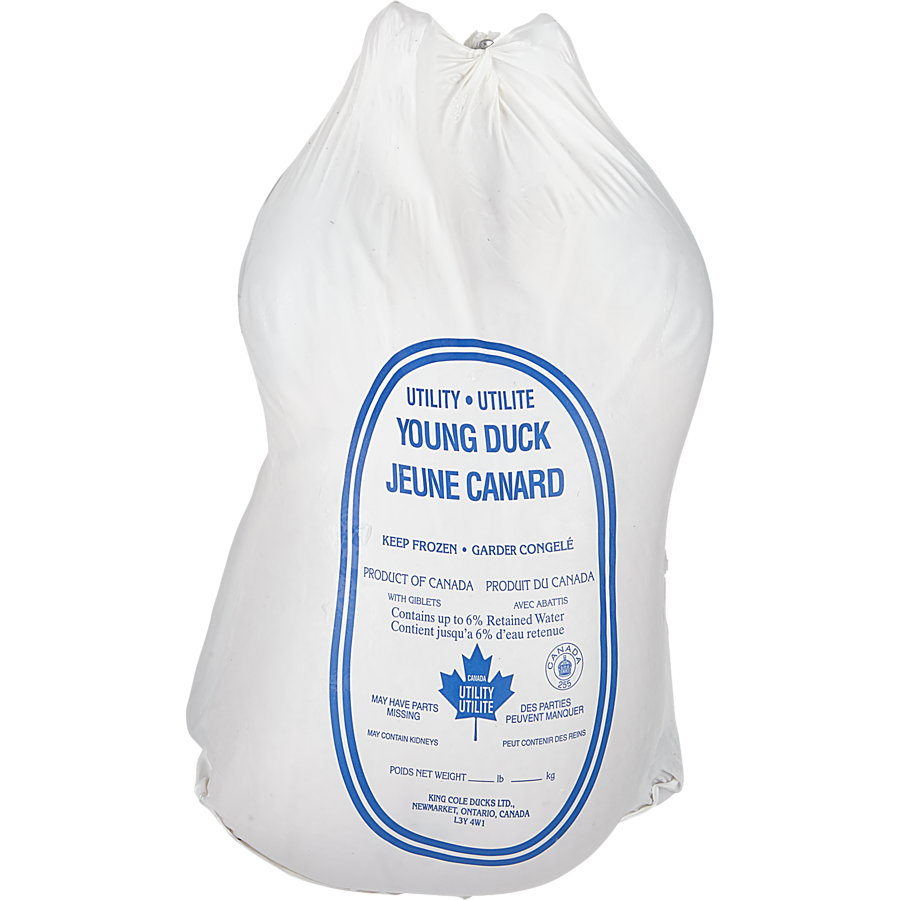 UTILITY • UTILITE
YOUNG DUCK
JEUNE CANARD
KEEP FROZEN • GARDER CONGELÉ
PRODUCT OF CANADA PRODUIT DU CANADA
WITH GIBLETS AVEC ABATTIS
Contains up to 6% Retained Water
Contient jusqu'a 6% d'eau retenue
CANADA
UTILITY
UTILITE
CANADA
255
MAY HAVE PARTS
MISSING
DES PARTIES
PEUVENT MANQUER
MAY CONTAIN KIDNEYS
PEUT CONTENIR DES REINS
POIDS NET WEIGHT ____ lb ____ kg
KING COLE DUCKS LTD.,
NEWMARKET, ONTARIO, CANADA
L3Y 4W1